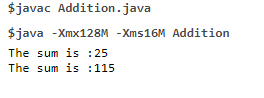 $javac Addition.java
$java -Xmx128M -Xms16M Addition
The sum is :25
The sum is :115